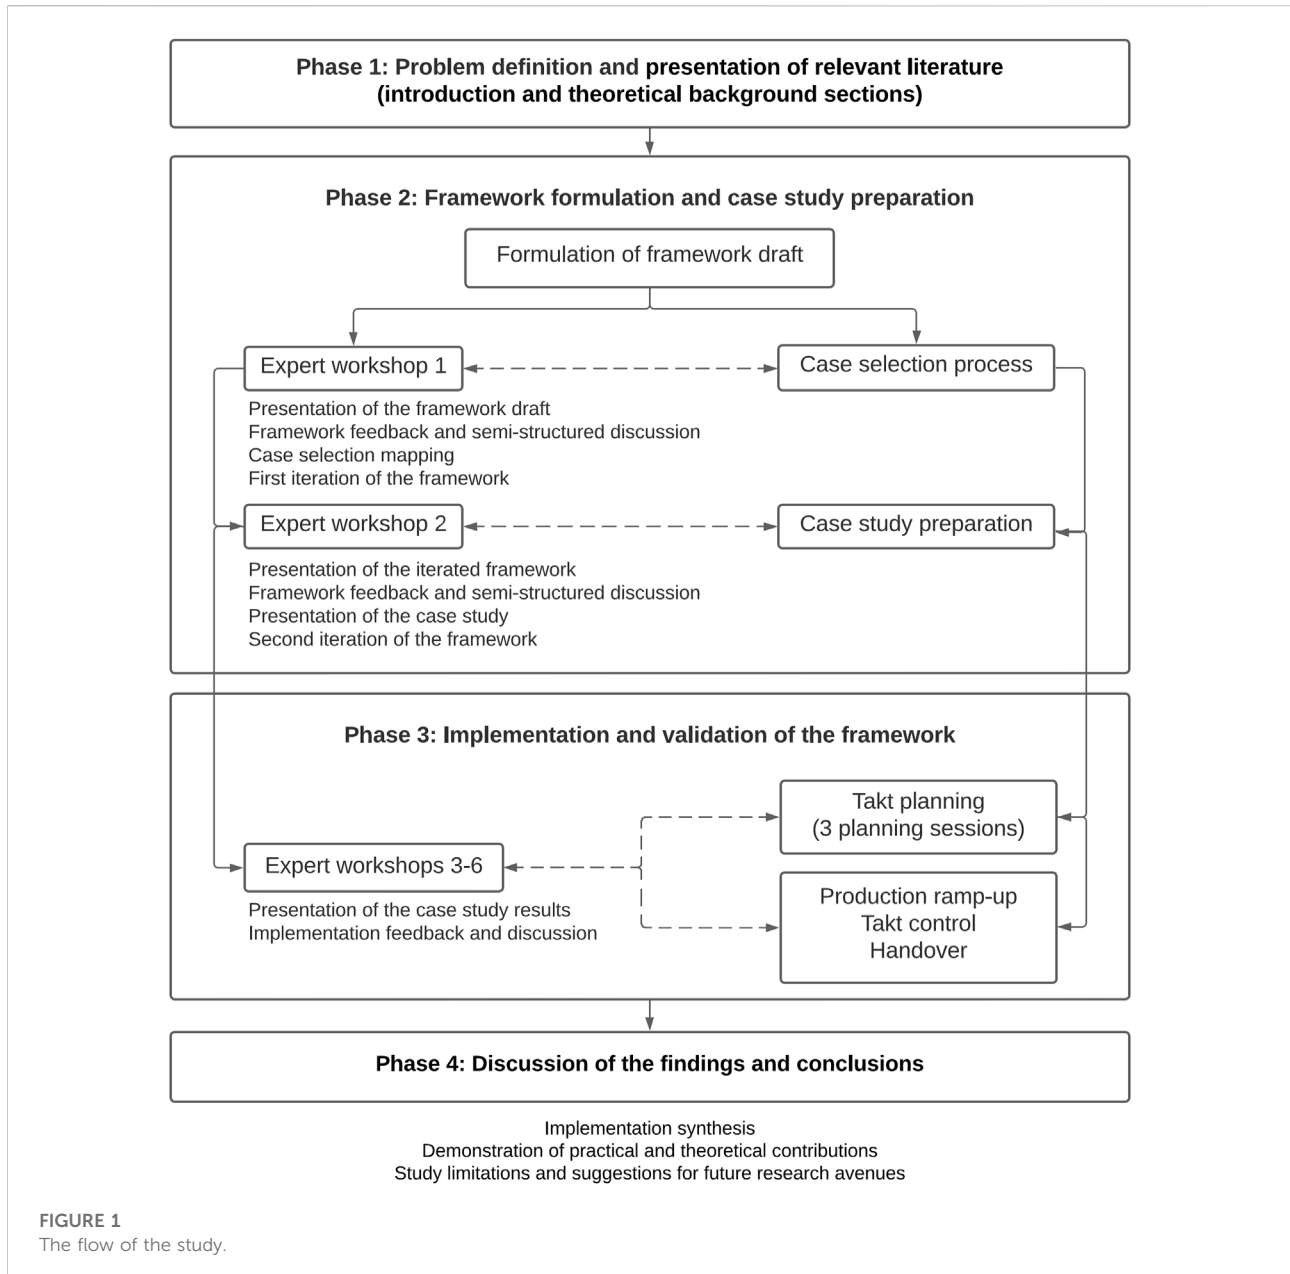 Phase 1: Problem definition and presentation of relevant literature
(introduction and theoretical background sections)
Phase 2: Framework formulation and case study preparation
Formulation of framework draft
Expert workshop 1
Case selection process
Presentation of the framework draft
Framework feedback and semi-structured discussion
Case selection mapping
First iteration of the framework
Expert workshop 2
Case study preparation
Presentation of the iterated framework
Framework feedback and semi-structured discussion
Presentation of the case study
Second iteration of the framework
Phase 3: Implementation and validation of the framework
Takt planning
(3 planning sessions)
Expert workshops 3-6
Presentation of the case study results
Implementation feedback and discussion
Production ramp-up
Takt control
Handover
Phase 4: Discussion of the findings and conclusions
Implementation synthesis
Demonstration of practical and theoretical contributions
Study limitations and suggestions for future research avenues
FIGURE 1
The flow of the study.